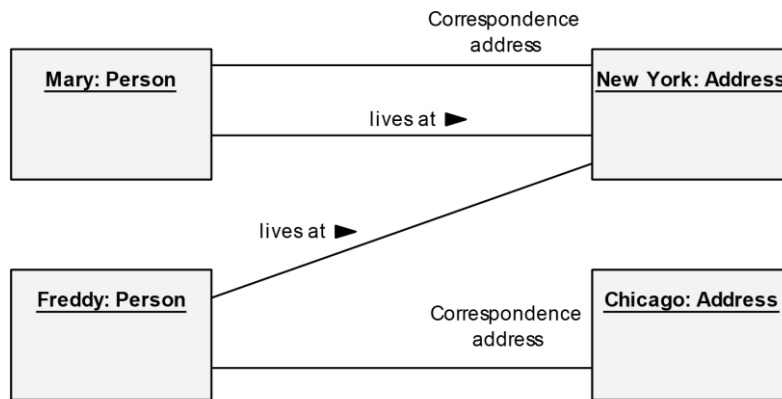 Correspondence
address
Mary: Person
New York: Address
lives at
lives at
Freddy: Person
Chicago: Address
Correspondence
address